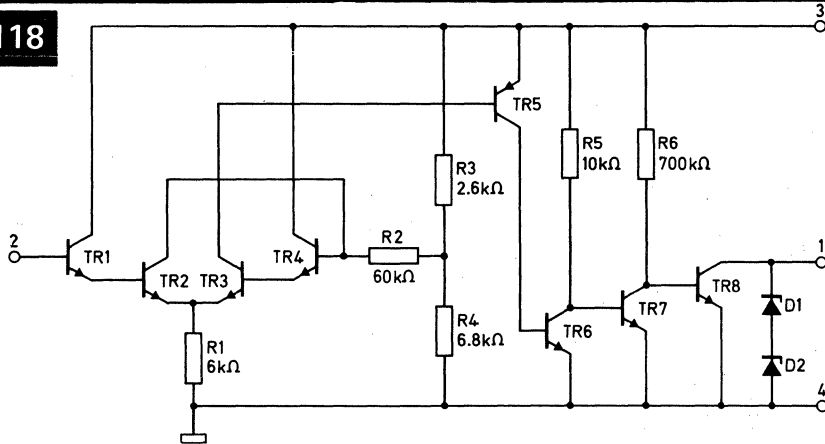 118
3
TR5
R5
10kΩ
R6
700kΩ
R3
2.6kΩ
2
TR1
TR2
TR3
TR4
R2
60kΩ
1
TR8
D1
TR7
TR6
R4
6.8kΩ
R1
6kΩ
D2
4